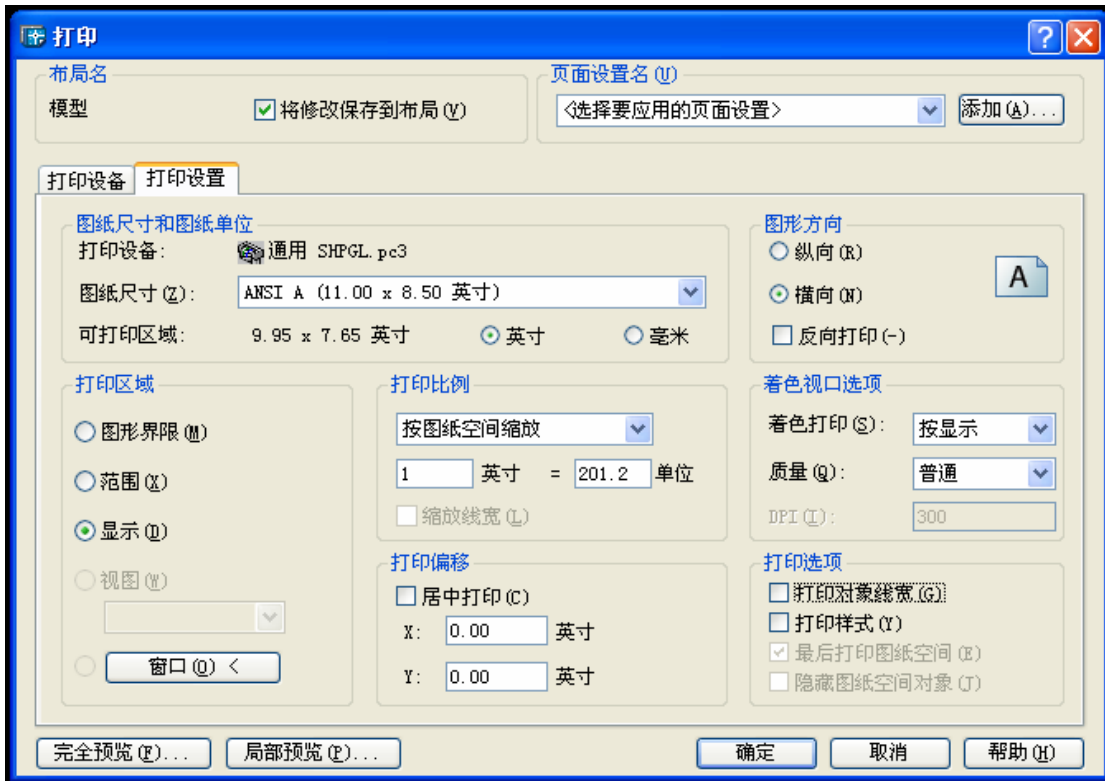 打印
布局名
模型
将修改保存到布局(V)
页面设置名(U)
<选择要应用的页面设置>
添加(A)...
打印设备
打印设置
图纸尺寸和图纸单位
打印设备:
通用 SHPGL.pc3
图纸尺寸(Z):
ANSI A (11.00 x 8.50 英寸)
可打印区域:
9.95 x 7.65 英寸
英寸
毫米
图形方向
纵向(R)
横向(N)
反向打印(-)
A
打印区域
图形界限(M)
范围(X)
显示(D)
视图(W)
窗口(O) <
打印比例
按图纸空间缩放
1 英寸 = 201.2 单位
缩放线宽(L)
打印偏移
居中打印(C)
X: 0.00 英寸
Y: 0.00 英寸
着色视口选项
着色打印(S): 按显示
质量(Q): 普通
DPI(I): 300
打印选项
打印对象线宽(G)
打印样式(Y)
最后打印图纸空间(E)
隐藏图纸空间对象(J)
完全预览(F)...
局部预览(P)...
确定
取消
帮助(H)